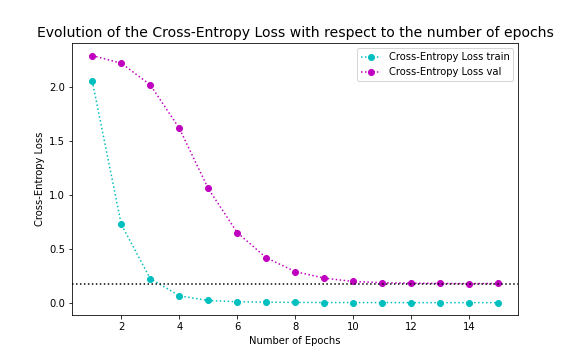 Evolution of the Cross-Entropy Loss with respect to the number of epochs
Cross-Entropy Loss train
Cross-Entropy Loss val
Cross-Entropy Loss
2.0
1.5
1.0
0.5
0.0
2 4 6 8 10 12 14
Number of Epochs